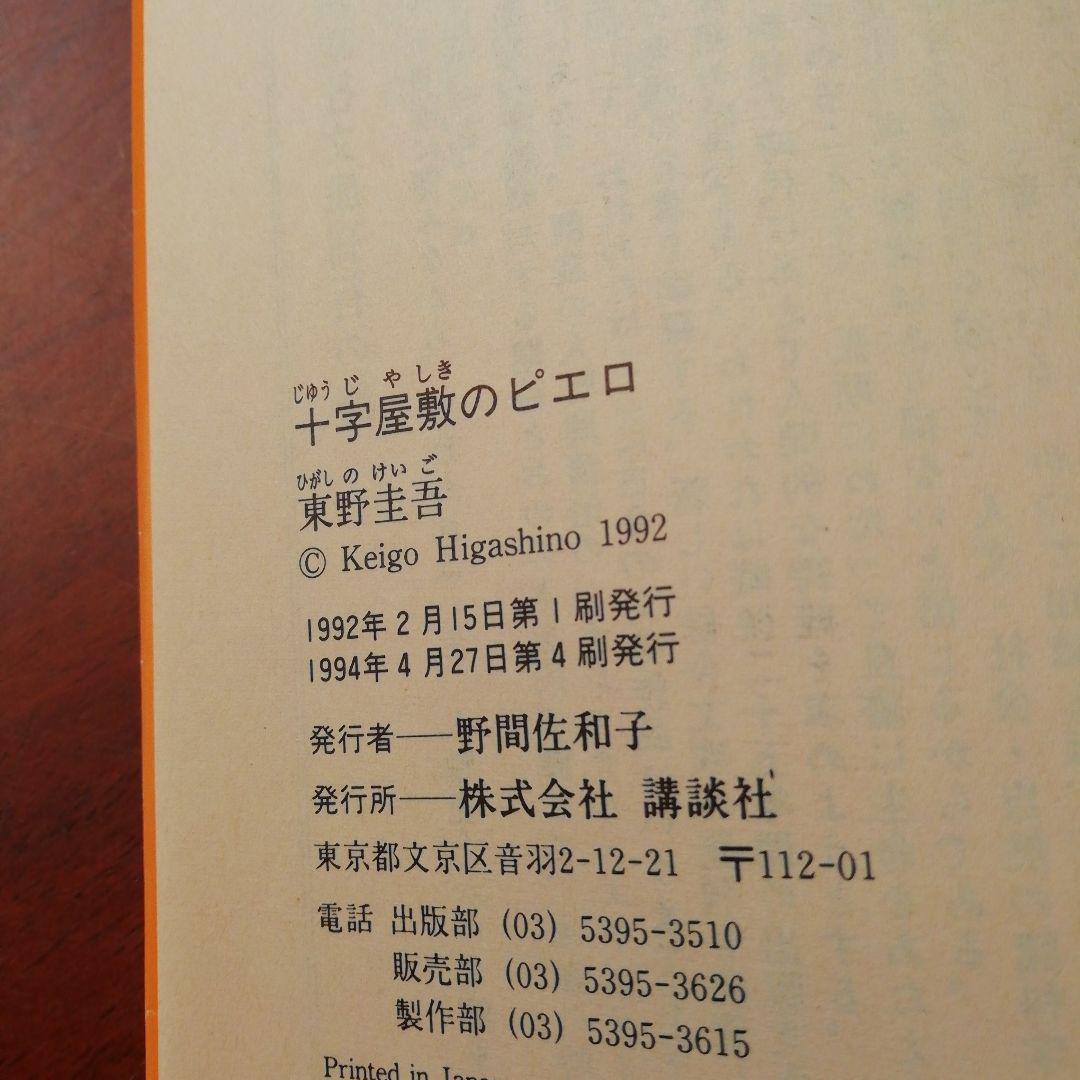 じゆうじやしき
十字屋敷のピエロ
ひがしのけいご
東野圭吾
© Keigo Higashino 1992
1992年2月15日第1刷発行
1994年4月27日第4刷発行
発行者——野間佐和子
発行所——株式会社 講談社
東京都文京区音羽2-12-21 〒112-01
電話 出版部 (03) 5395-3510
販売部 (03) 5395-3626
製作部 (03) 5395-3615
Printed in Japan